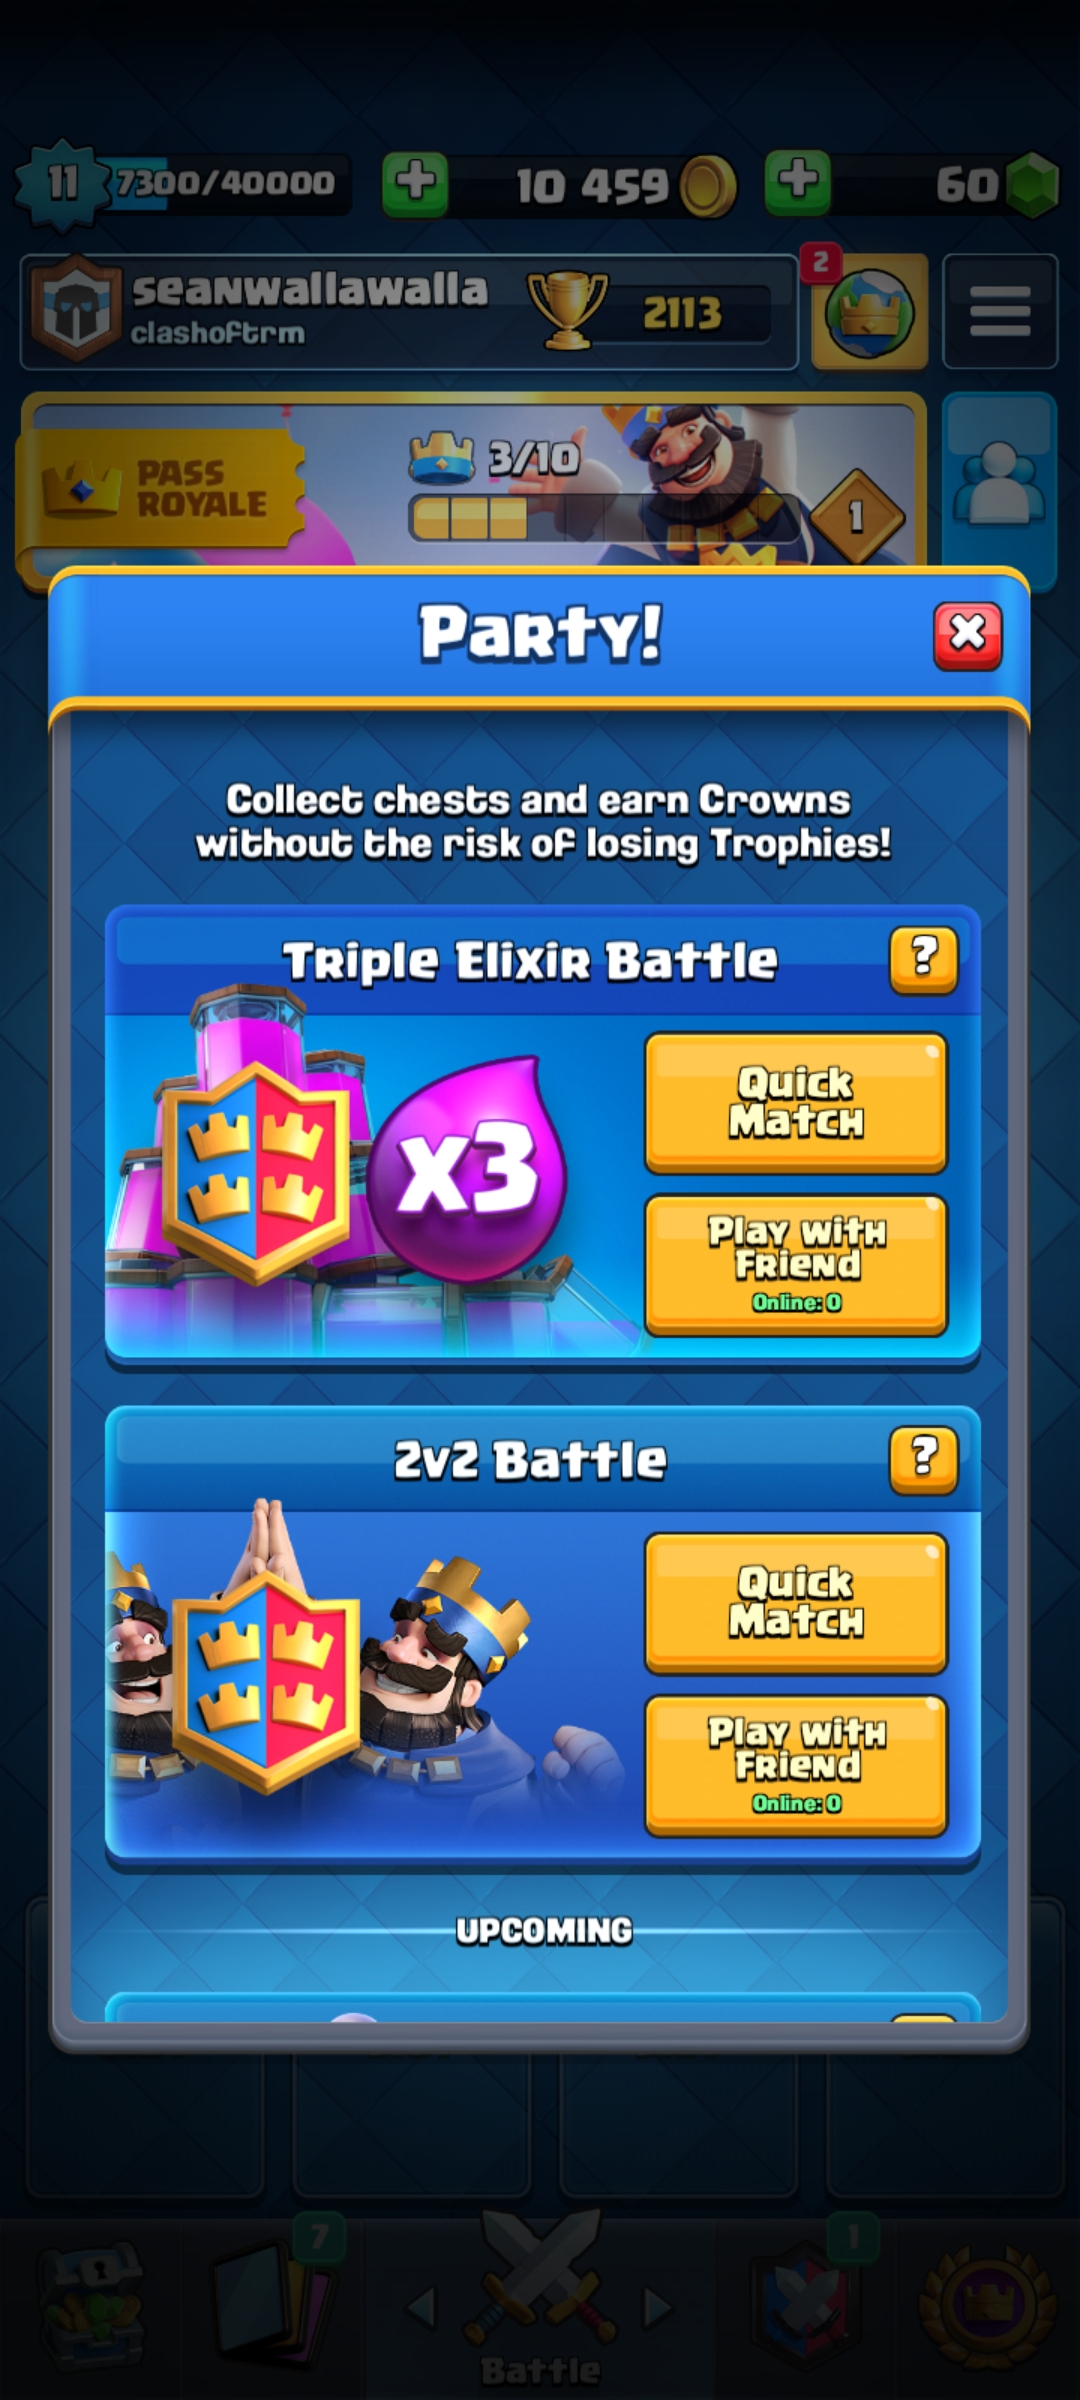 11
7300/40000
10 459
60
seanwallawalla
clashoftrm
2113
2
PASS
ROYALE
3/10
1
Party!
Collect chests and earn Crowns
without the risk of losing Trophies!
Triple Elixir Battle
?
x3
Quick
Match
Play with
Friend
Online: 0
2v2 Battle
?
Quick
Match
Play with
Friend
Online: 0
UPCOMING
7
1
Battle